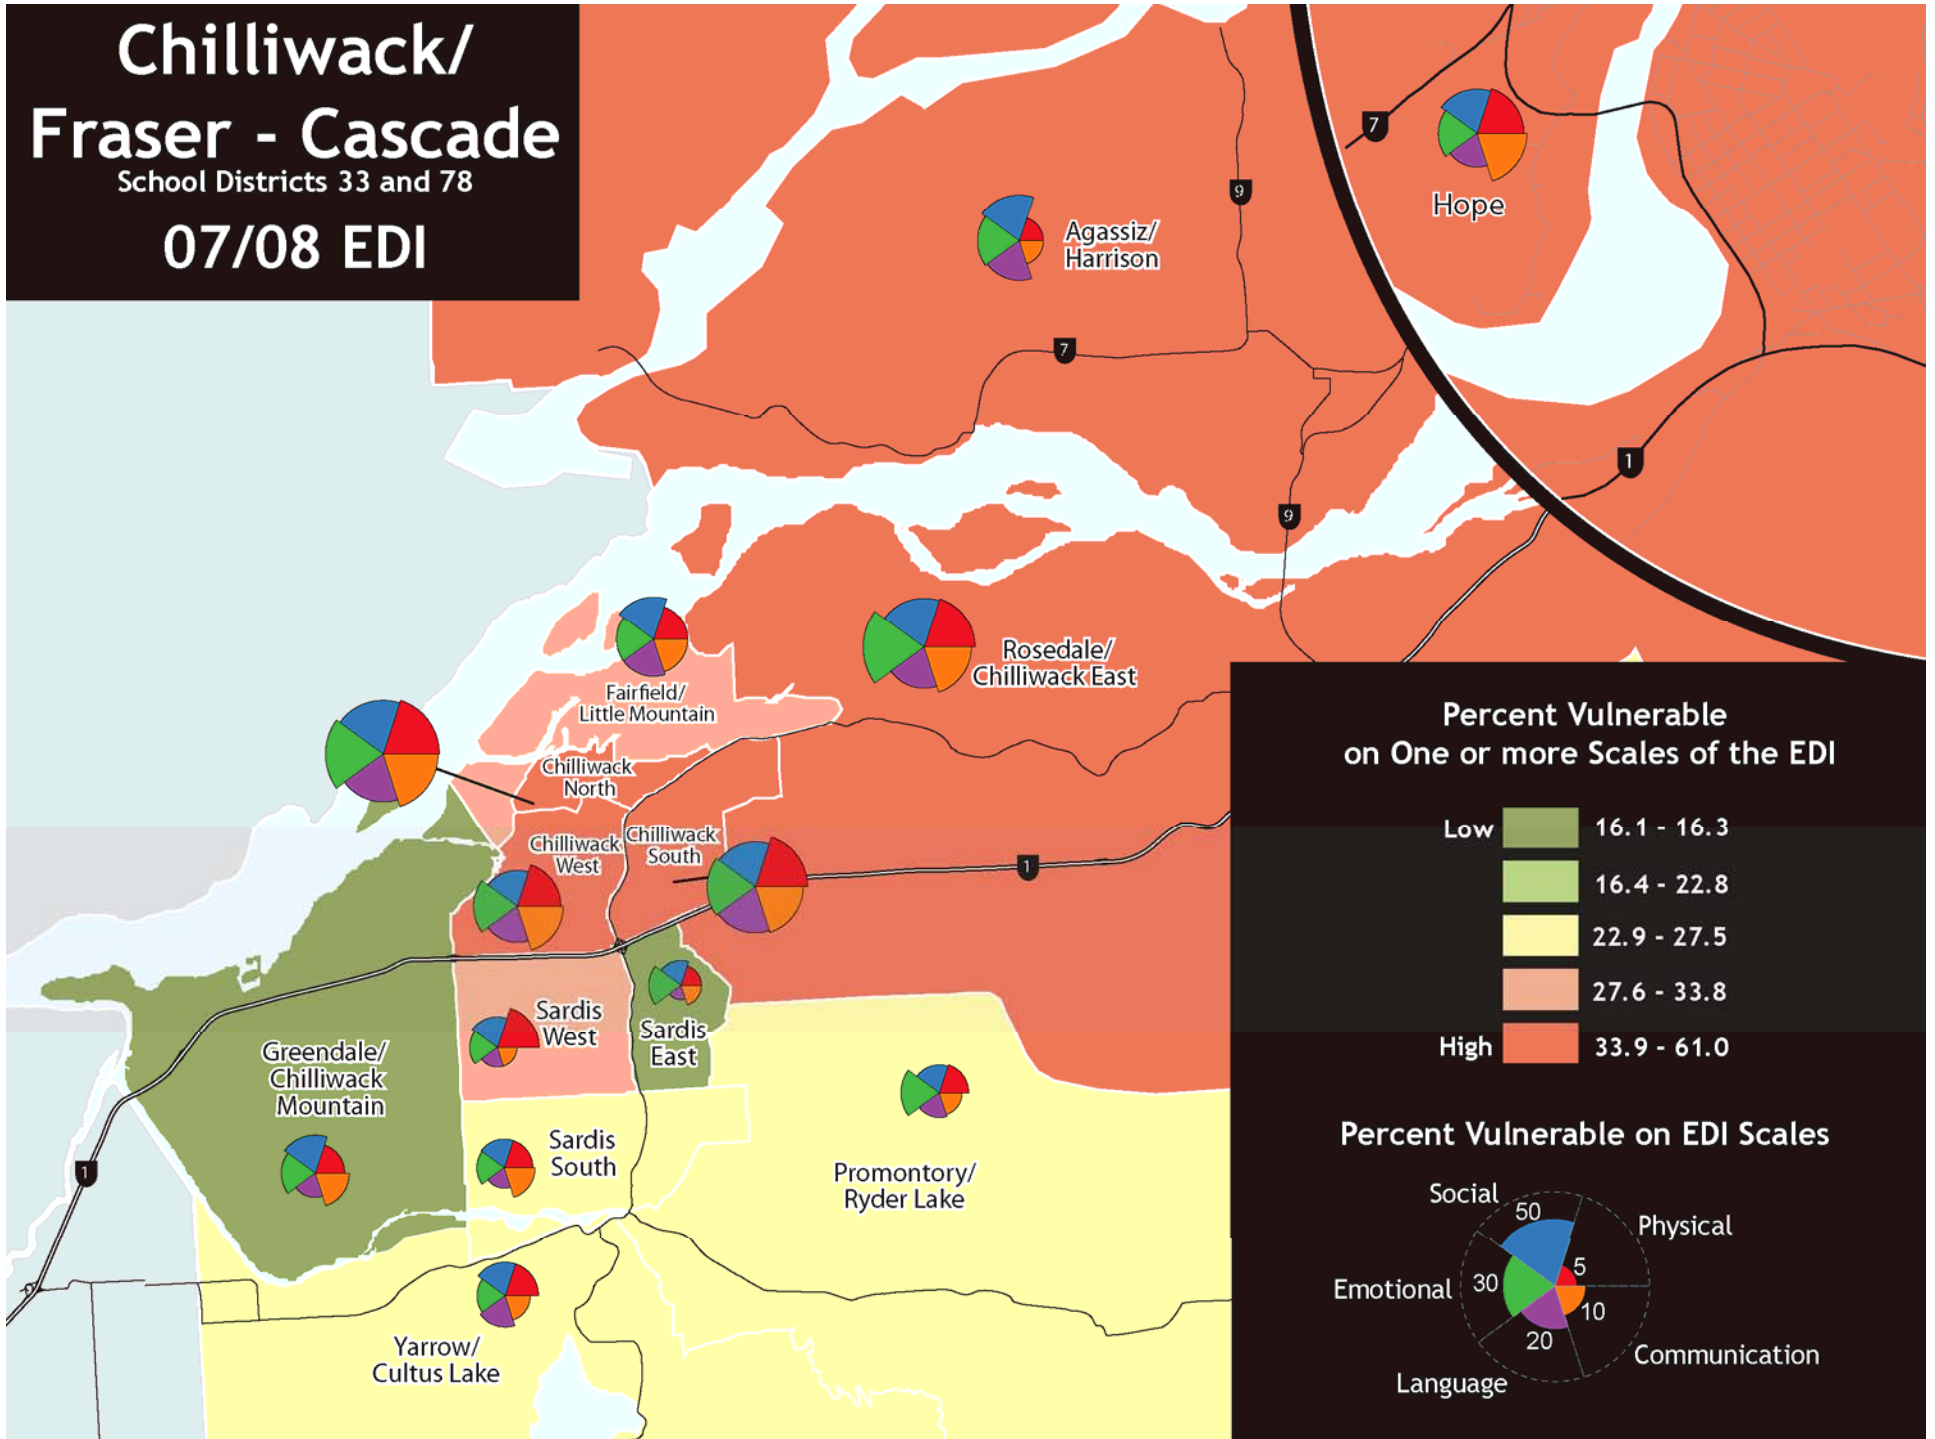 Chilliwack/
Fraser - Cascade
School Districts 33 and 78
07/08 EDI
7
Hope
9
Agassiz/
Harrison
7
1
9
Rosedale/
Chilliwack East
Fairfield/
Little Mountain
Chilliwack
North
Chilliwack
West
Chilliwack
South
1
Sardis
West
Sardis
East
Greendale/
Chilliwack
Mountain
Sardis
South
Promontory/
Ryder Lake
1
Yarrow/
Cultus Lake
Percent Vulnerable
on One or more Scales of the EDI
Low 16.1 - 16.3
16.4 - 22.8
22.9 - 27.5
27.6 - 33.8
High 33.9 - 61.0
Percent Vulnerable on EDI Scales
Social
50
Physical
5
Emotional 30
10
20
Communication
Language